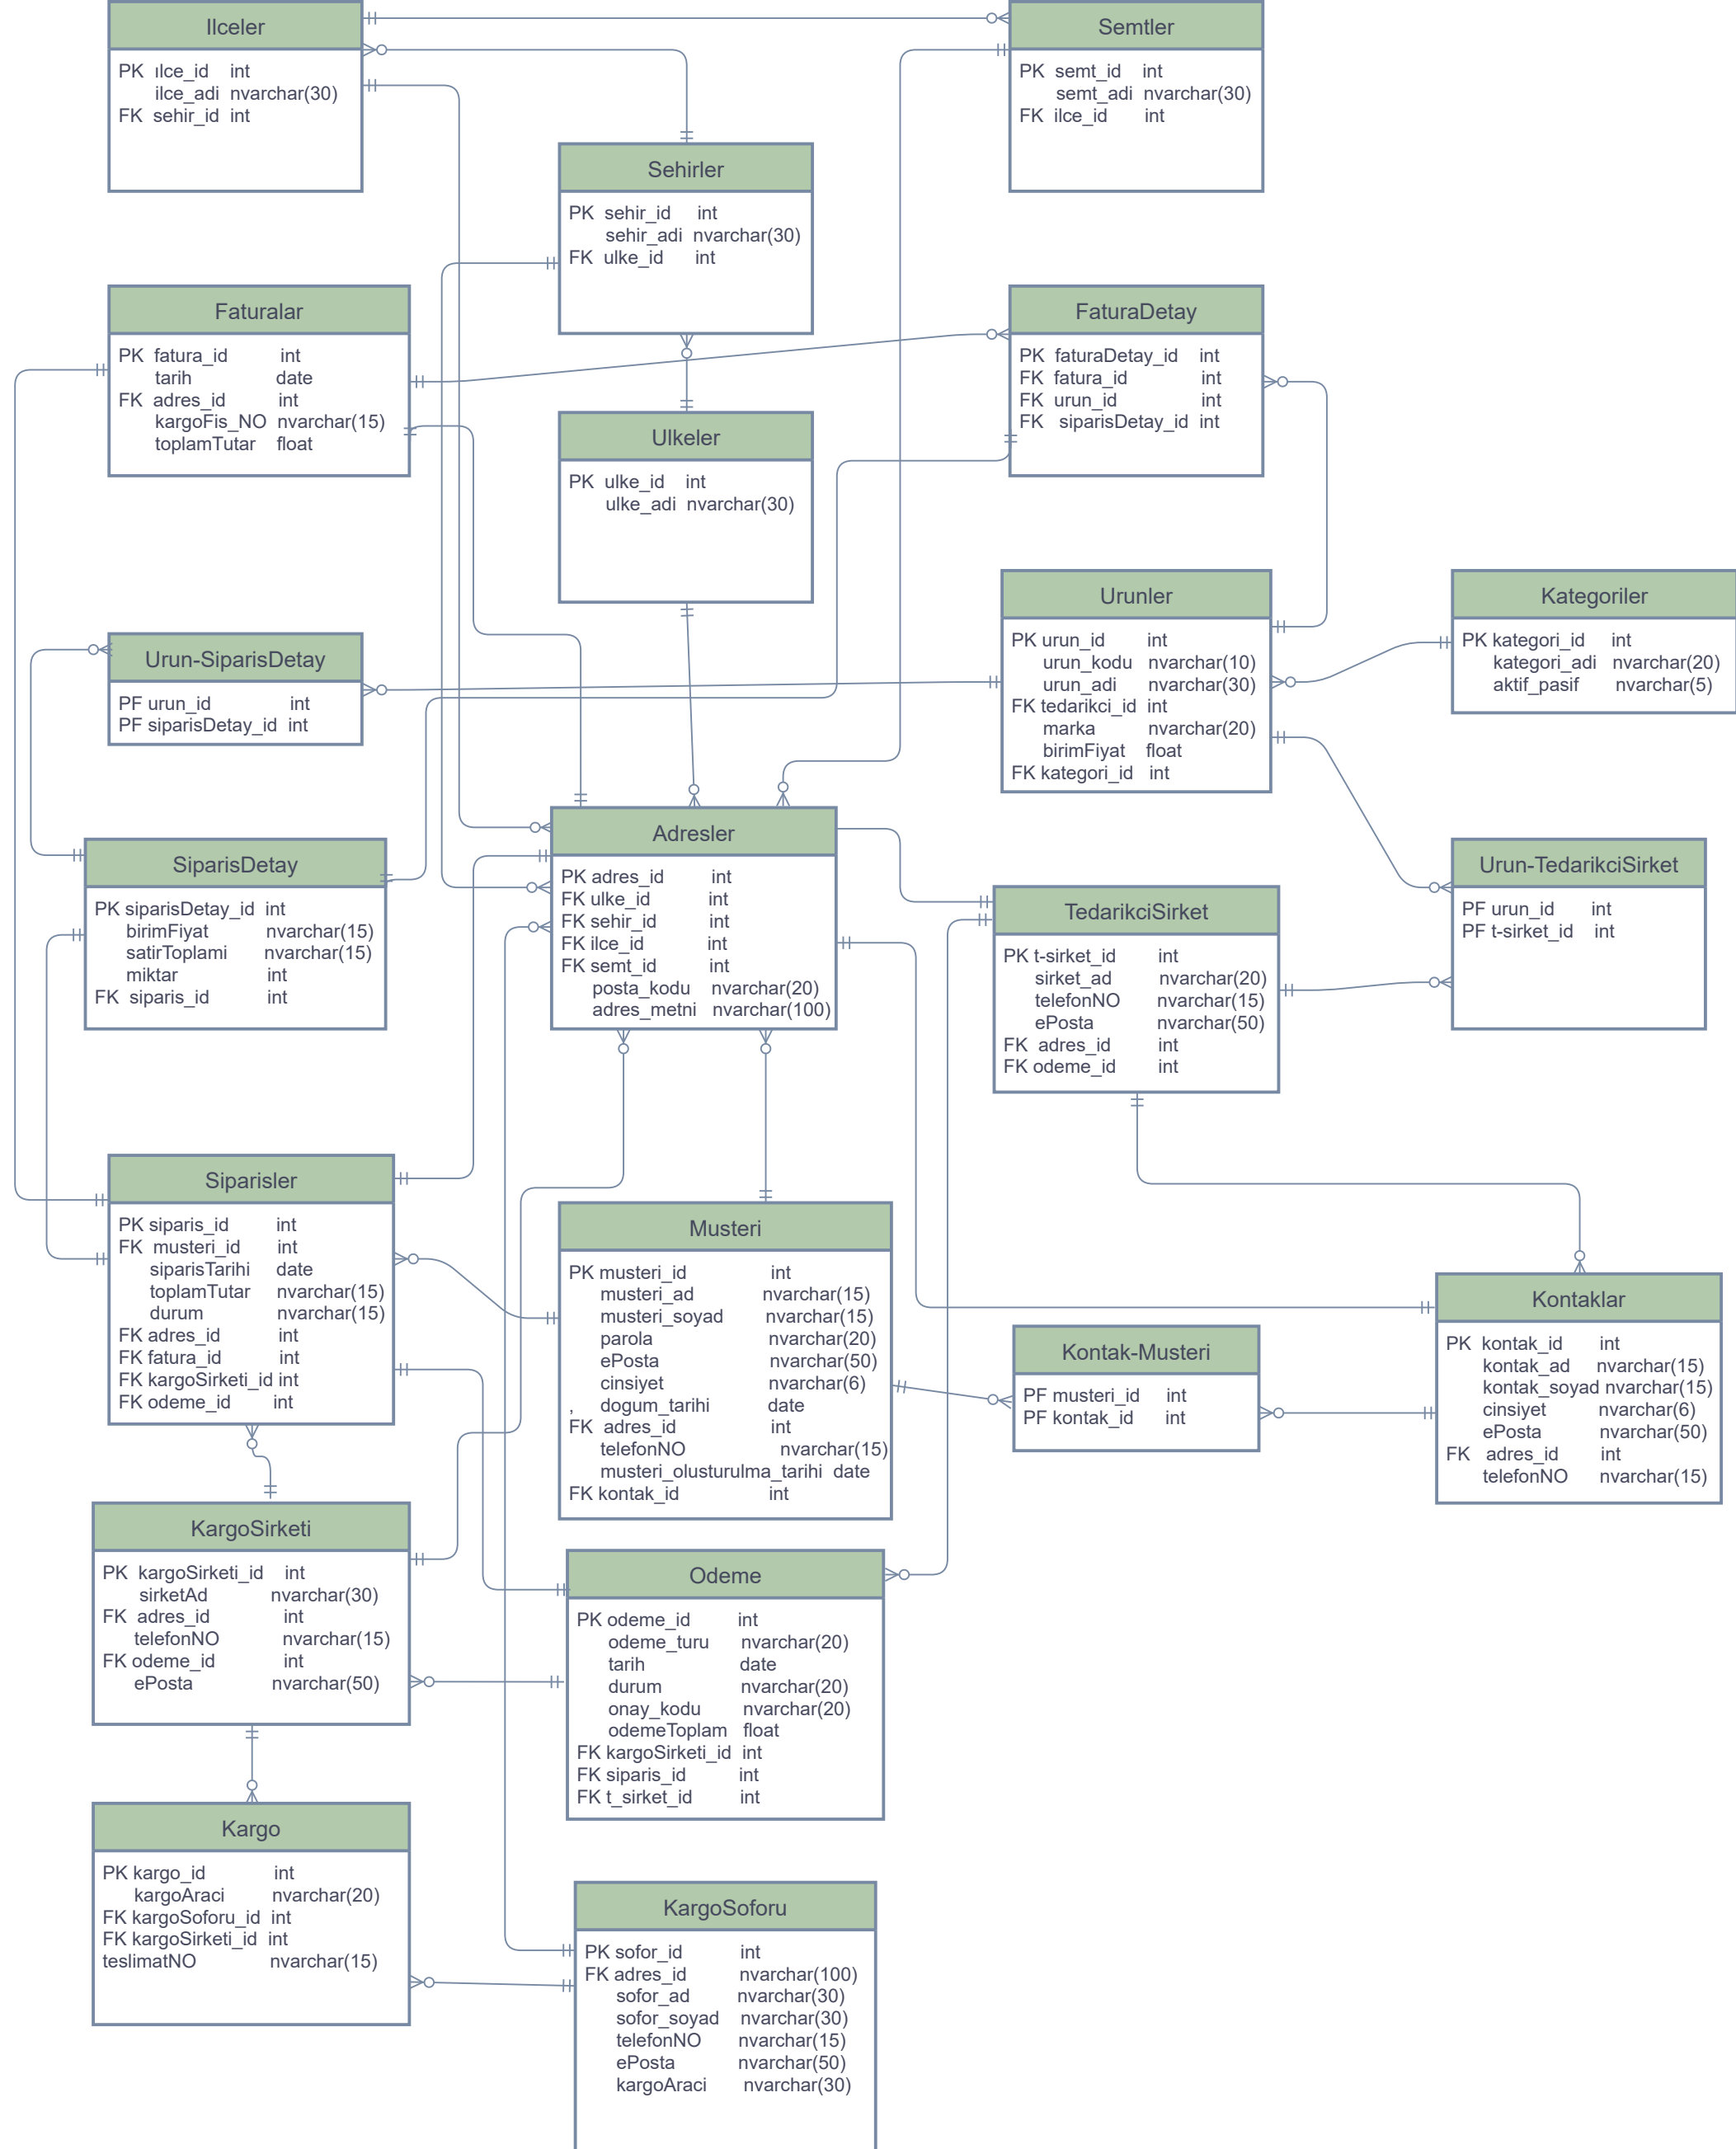 Ilceler
PK ılce_id int
ilce_adi nvarchar(30)
FK sehir_id int
Semtler
PK semt_id int
semt_adi nvarchar(30)
FK ilce_id int
Sehirler
PK sehir_id int
sehir_adi nvarchar(30)
FK ulke_id int
Faturalar
PK fatura_id int
tarih date
FK adres_id int
kargoFis_NO nvarchar(15)
toplamTutar float
FaturaDetay
PK faturaDetay_id int
FK fatura_id int
FK urun_id int
FK siparisDetay_id int
Ulkeler
PK ulke_id int
ulke_adi nvarchar(30)
Urunler
PK urun_id int
urun_kodu nvarchar(10)
urun_adi nvarchar(30)
FK tedarikci_id int
marka nvarchar(20)
birimFiyat float
FK kategori_id int
Kategoriler
PK kategori_id int
kategori_adi nvarchar(20)
aktif_pasif nvarchar(5)
Urun-SiparisDetay
PF urun_id int
PF siparisDetay_id int
SiparisDetay
PK siparisDetay_id int
birimFiyat nvarchar(15)
satirToplami nvarchar(15)
miktar int
FK siparis_id int
Adresler
PK adres_id int
FK ulke_id int
FK sehir_id int
FK ilce_id int
FK semt_id int
posta_kodu nvarchar(20)
adres_metni nvarchar(100)
TedarikciSirket
PK t-sirket_id int
sirket_ad nvarchar(20)
telefonNO nvarchar(15)
ePosta nvarchar(50)
FK adres_id int
FK odeme_id int
Urun-TedarikciSirket
PF urun_id int
PF t-sirket_id int
Siparisler
PK siparis_id int
FK musteri_id int
siparisTarihi date
toplamTutar nvarchar(15)
durum nvarchar(15)
FK adres_id int
FK fatura_id int
FK kargoSirketi_id int
FK odeme_id int
Musteri
PK musteri_id int
musteri_ad nvarchar(15)
musteri_soyad nvarchar(15)
parola nvarchar(20)
ePosta nvarchar(50)
cinsiyet nvarchar(6)
, dogum_tarihi date
FK adres_id int
telefonNO nvarchar(15)
musteri_olusturulma_tarihi date
FK kontak_id int
Kontak-Musteri
PF musteri_id int
PF kontak_id int
Kontaklar
PK kontak_id int
kontak_ad nvarchar(15)
kontak_soyad nvarchar(15)
cinsiyet nvarchar(6)
ePosta nvarchar(50)
FK adres_id int
telefonNO nvarchar(15)
KargoSirketi
PK kargoSirketi_id int
sirketAd nvarchar(30)
FK adres_id int
telefonNO nvarchar(15)
FK odeme_id int
ePosta nvarchar(50)
Odeme
PK odeme_id int
odeme_turu nvarchar(20)
tarih date
durum nvarchar(20)
onay_kodu nvarchar(20)
odemeToplam float
FK kargoSirketi_id int
FK siparis_id int
FK t_sirket_id int
Kargo
PK kargo_id int
kargoAraci nvarchar(20)
FK kargoSoforu_id int
FK kargoSirketi_id int
teslimatNO nvarchar(15)
KargoSoforu
PK sofor_id int
FK adres_id nvarchar(100)
sofor_ad nvarchar(30)
sofor_soyad nvarchar(30)
telefonNO nvarchar(15)
ePosta nvarchar(50)
kargoAraci nvarchar(30)